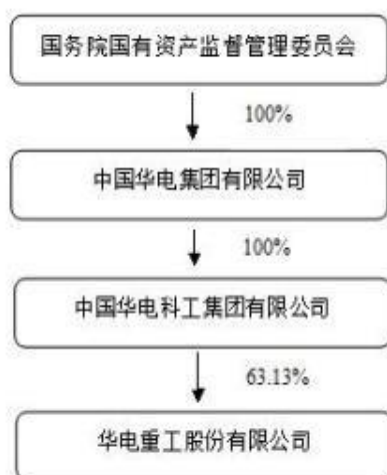 国务院国有资产监督管理委员会
100%
中国华电集团有限公司
100%
中国华电科工集团有限公司
63.13%
华电重工股份有限公司